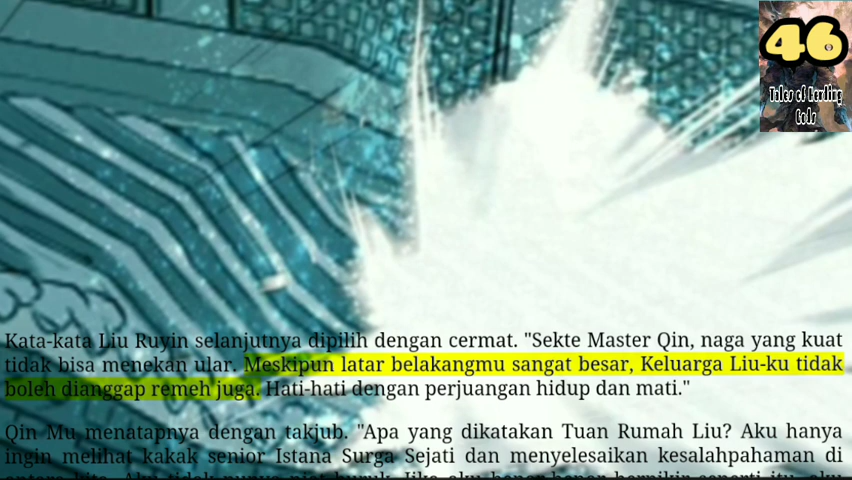 46
Tales of Herding
Gods
Kata-kata Liu Ruyin selanjutnya dipilih dengan cermat. "Sekte Master Qin, naga yang kuat
tidak bisa menekan ular. Meskipun latar belakangmu sangat besar, Keluarga Liu-ku tidak
boleh dianggap remeh juga. Hati-hati dengan perjuangan hidup dan mati."
Qin Mu menatapnya dengan takjub. "Apa yang dikatakan Tuan Rumah Liu? Aku hanya
ingin melihat kakak senior Istana Surga Sejati dan menyelesaikan kesalahpahaman di